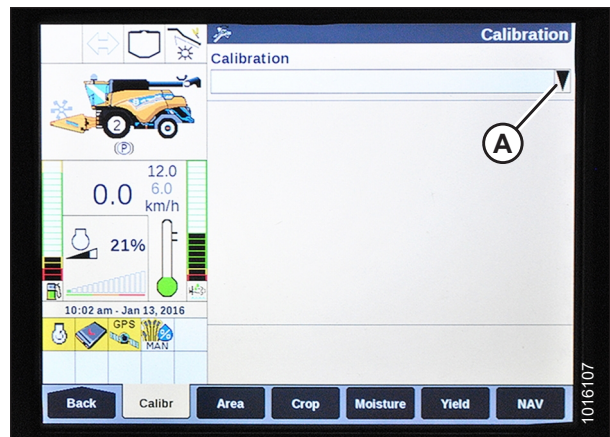 Calibration
Calibration
A
2
(P)
12.0
0.0
6.0
km/h
21%
E
10:02 am - Jan 13, 2016
GPS
%
MAN
Back
Calibr
Area
Crop
Moisture
Yield
NAV
1016107